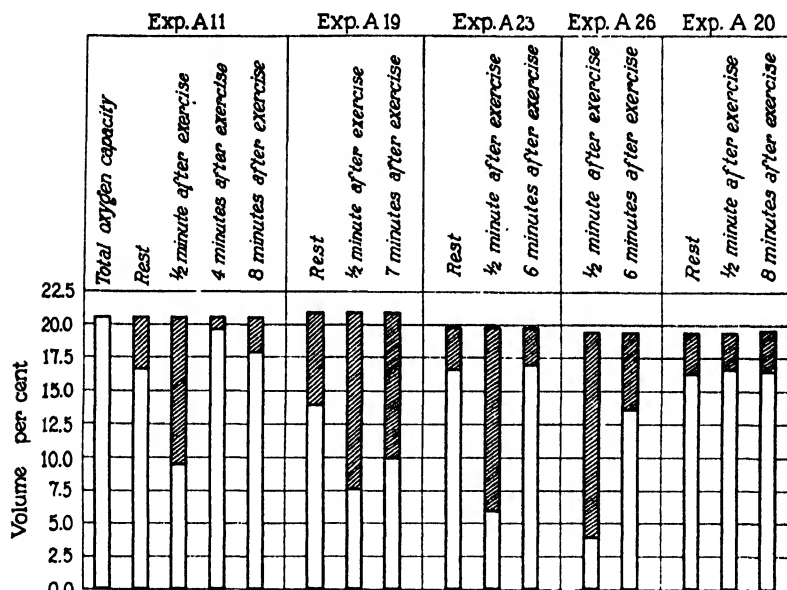 Exp. A 11
Exp. A 19
Exp. A 23
Exp. A 26
Exp. A 20
Total oxygen capacity
Rest
½ minute after exercise
4 minutes after exercise
8 minutes after exercise
Rest
½ minute after exercise
7 minutes after exercise
Rest
½ minute after exercise
6 minutes after exercise
½ minute after exercise
6 minutes after exercise
Rest
½ minute after exercise
8 minutes after exercise
Volume per cent
22.5
20.0
17.5
15.0
12.5
10.0
7.5
5.0
2.5
0.0